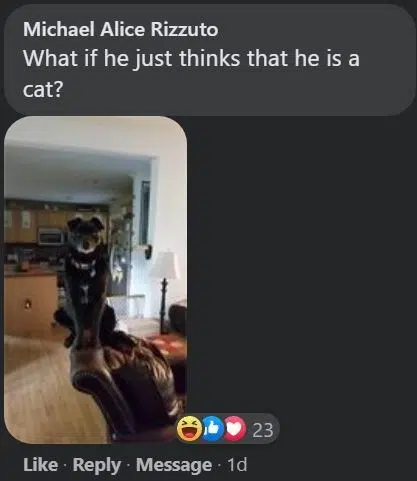 Michael Alice Rizzuto
What if he just thinks that he is a
cat?
23
Like · Reply · Message · 1d